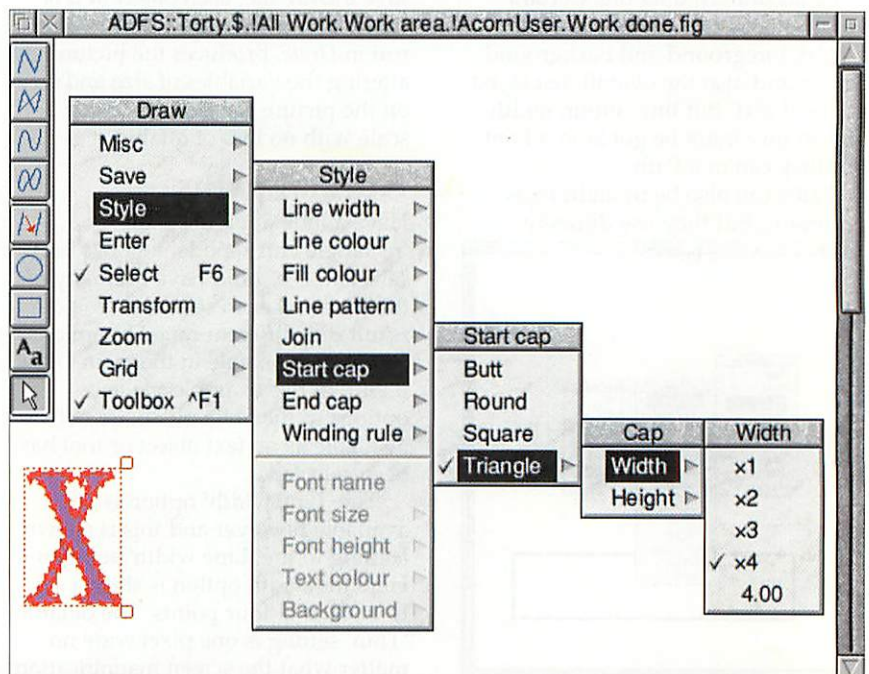 ADFS::Torty.$.!All Work.Work area.!AcornUser.Work done.fig
Draw
Misc
Save
Style
Enter
✓ Select F6
Transform
Zoom
Grid
✓ Toolbox ^F1
Aa
Style
Line width
Line colour
Fill colour
Line pattern
Join
Start cap
End cap
Winding rule
Font name
Font size
Font height
Text colour
Background
Start cap
Butt
Round
Square
✓ Triangle
Cap
Width
Height
Width
×1
×2
×3
✓ ×4
4.00
X